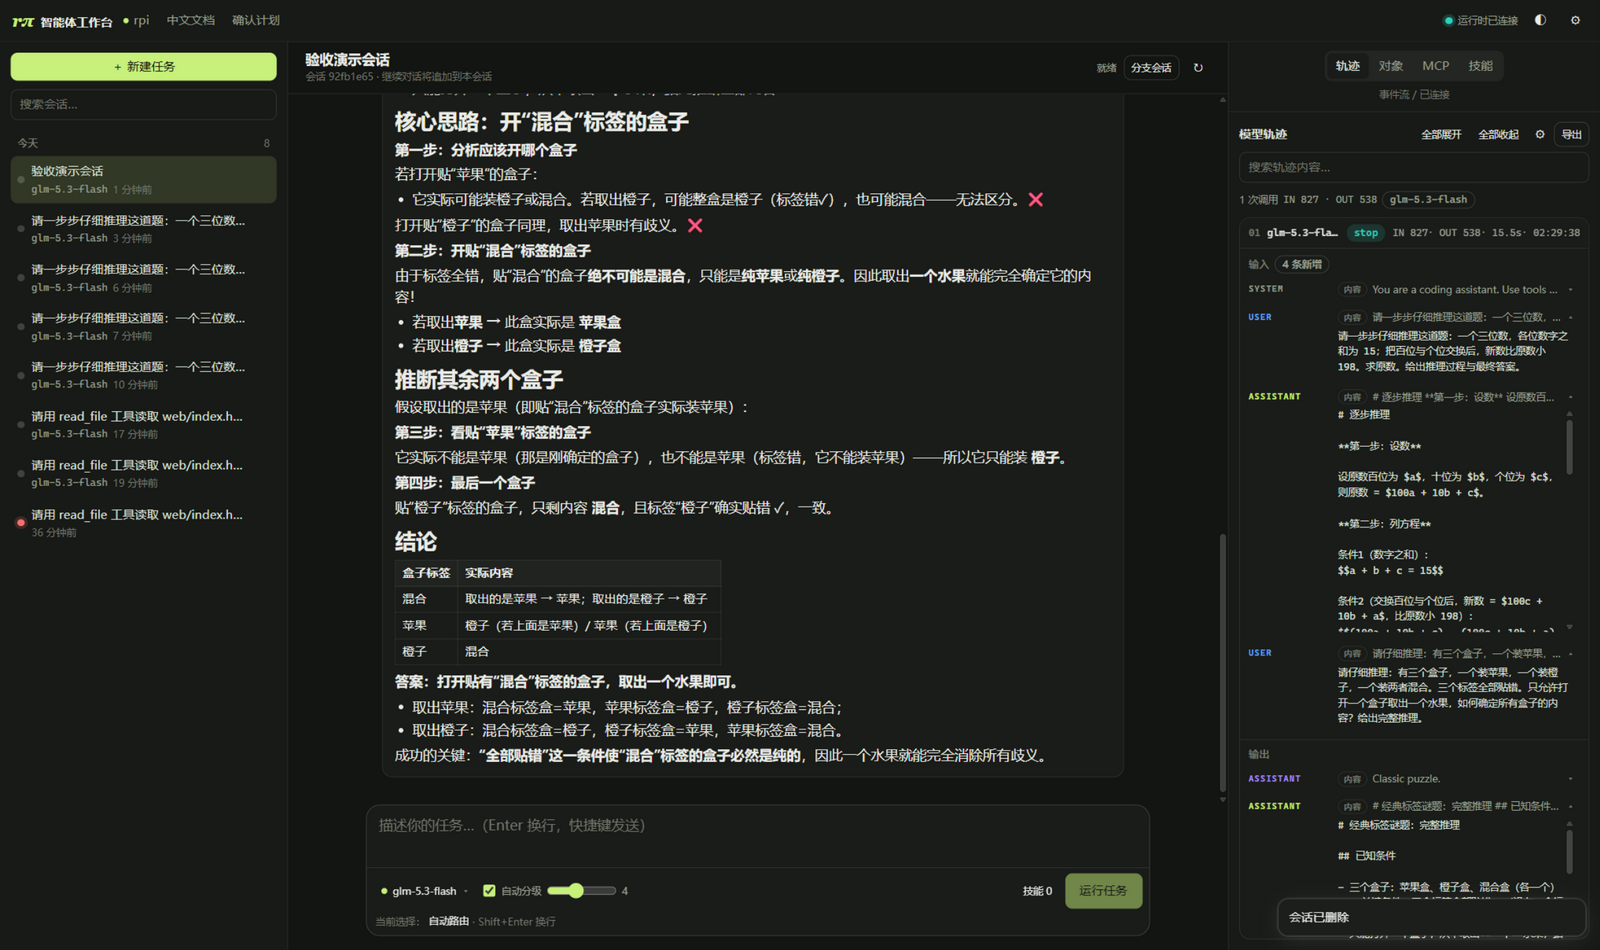 rπ 智能体工作台 rpi 中文文档 确认计划
运行时已连接
+ 新建任务
搜索会话...
今天 8
验收演示会话
glm-5.3-flash 1 分钟前
请一步步仔细推理这道题：一个三位数...
glm-5.3-flash 3 分钟前
请一步步仔细推理这道题：一个三位数...
glm-5.3-flash 6 分钟前
请一步步仔细推理这道题：一个三位数...
glm-5.3-flash 7 分钟前
请一步步仔细推理这道题：一个三位数...
glm-5.3-flash 10 分钟前
请用 read_file 工具读取 web/index.h...
glm-5.3-flash 17 分钟前
请用 read_file 工具读取 web/index.h...
glm-5.3-flash 19 分钟前
请用 read_file 工具读取 web/index.h...
36 分钟前
验收演示会话
会话 92fb1e65 · 继续对话将追加到本会话
就绪 分支会话 ↻
核心思路：开“混合”标签的盒子
第一步：分析应该开哪个盒子
若打开贴“苹果”的盒子：
• 它实际可能装橙子或混合。若取出橙子，可能整盒是橙子（标签错✓），也可能混合——无法区分。❌
打开贴“橙子”的盒子同理，取出苹果时有歧义。❌
第二步：开贴“混合”标签的盒子
由于标签全错，贴“混合”的盒子绝不可能是混合，只能是纯苹果或纯橙子。因此取出一个水果就能完全确定它的内
容！
• 若取出苹果 → 此盒实际是 苹果盒
• 若取出橙子 → 此盒实际是 橙子盒
推断其余两个盒子
假设取出的是苹果（即贴“混合”标签的盒子实际装苹果）：
第三步：看贴“苹果”标签的盒子
它实际不能是苹果（那是刚确定的盒子），也不能是苹果（标签错，它不能装苹果）——所以它只能装 橙子。
第四步：最后一个盒子
贴“橙子”标签的盒子，只剩内容 混合，且标签“橙子”确实贴错 ✓，一致。
结论
盒子标签 实际内容
混合 取出的是苹果 → 苹果；取出的是橙子 → 橙子
苹果 橙子（若上面是苹果）/ 苹果（若上面是橙子）
橙子 混合
答案：打开贴有“混合”标签的盒子，取出一个水果即可。
• 取出苹果：混合标签盒=苹果，苹果标签盒=橙子，橙子标签盒=混合；
• 取出橙子：混合标签盒=橙子，橙子标签盒=苹果，苹果标签盒=混合。
成功的关键：“全部贴错”这一条件使“混合”标签的盒子必然是纯的，因此一个水果就能完全消除所有歧义。
描述你的任务...（Enter 换行，快捷键发送）
glm-5.3-flash 自动分级 4 技能 0 运行任务
当前选择： 自动路由 · Shift+Enter 换行
轨迹 对象 MCP 技能
事件流 / 已连接
模型轨迹 全部展开 全部收起 导出
搜索轨迹内容...
1 次调用 IN 827 · OUT 538 glm-5.3-flash
01 glm-5.3-fla… stop IN 827· OUT 538· 15.5s· 02:29:38
输入 4 条新增
SYSTEM 内容 You are a coding assistant. Use tools ...
USER 内容 请一步步仔细推理这道题：一个三位数，...
请一步步仔细推理这道题：一个三位数，各位数字之
和为 15；把百位与个位交换后，新数比原数小
198。求原数。给出推理过程与最终答案。
ASSISTANT 内容 # 逐步推理 **第一步：设数** 设原数百...
# 逐步推理
**第一步：设数**
设原数百位为 $a$，十位为 $b$，个位为 $c$，
则原数 = $100a + 10b + c$。
**第二步：列方程**
条件1（数字之和）：
$$a + b + c = 15$$
条件2（交换百位与个位后，新数 = $100c +
10b + a$，比原数小 198）：
USER 内容 请仔细推理：有三个盒子，一个装苹果，...
请仔细推理：有三个盒子，一个装苹果，一个装橙
子，一个装两者混合。三个标签全部贴错。只允许打
开一个盒子取出一个水果，如何确定所有盒子的内
容？给出完整推理。
输出
ASSISTANT 内容 Classic puzzle.
ASSISTANT 内容 # 经典标签谜题：完整推理 ## 已知条件...
# 经典标签谜题：完整推理
## 已知条件
- 三个盒子：苹果盒、橙子盒、混合盒（各一个）
会话已删除